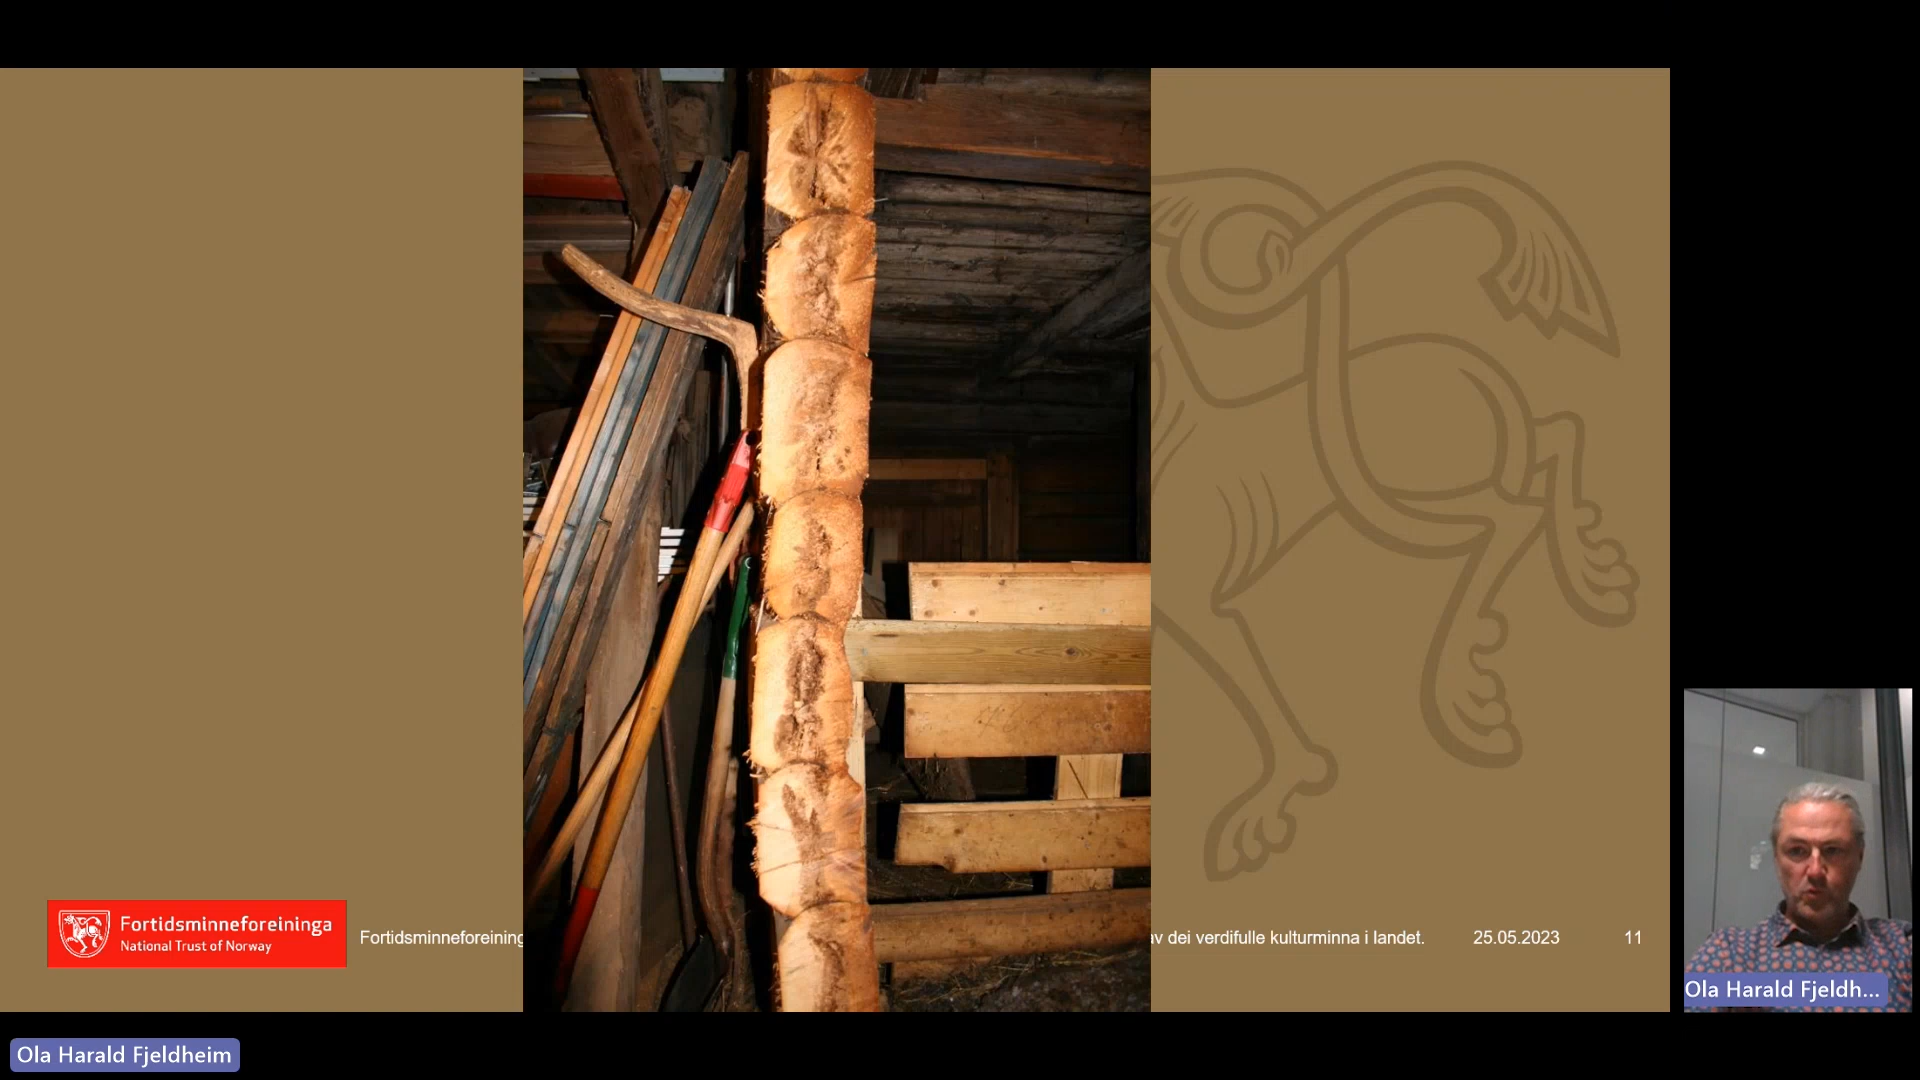 Fortidsminneforeininga
National Trust of Norway
av dei verdifulle kulturminna i landet.
25.05.2023
11
Ola Harald Fjeldh...
Ola Harald Fjeldheim